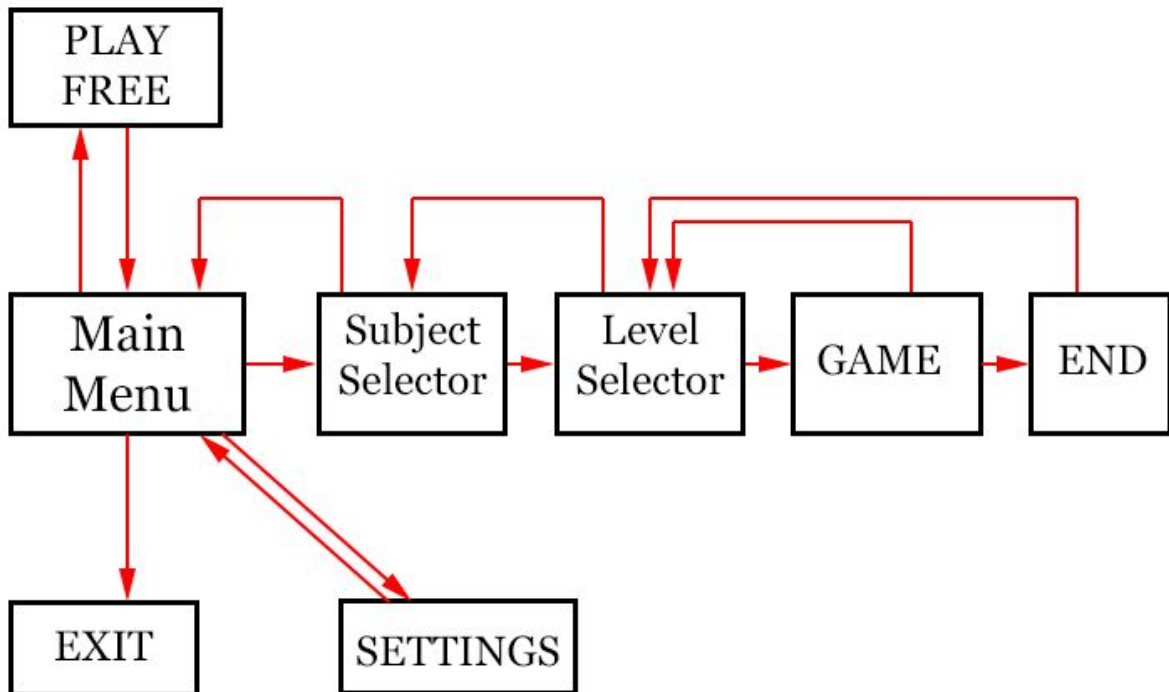 PLAY
FREE
Main
Menu
Subject
Selector
Level
Selector
GAME
END
EXIT
SETTINGS